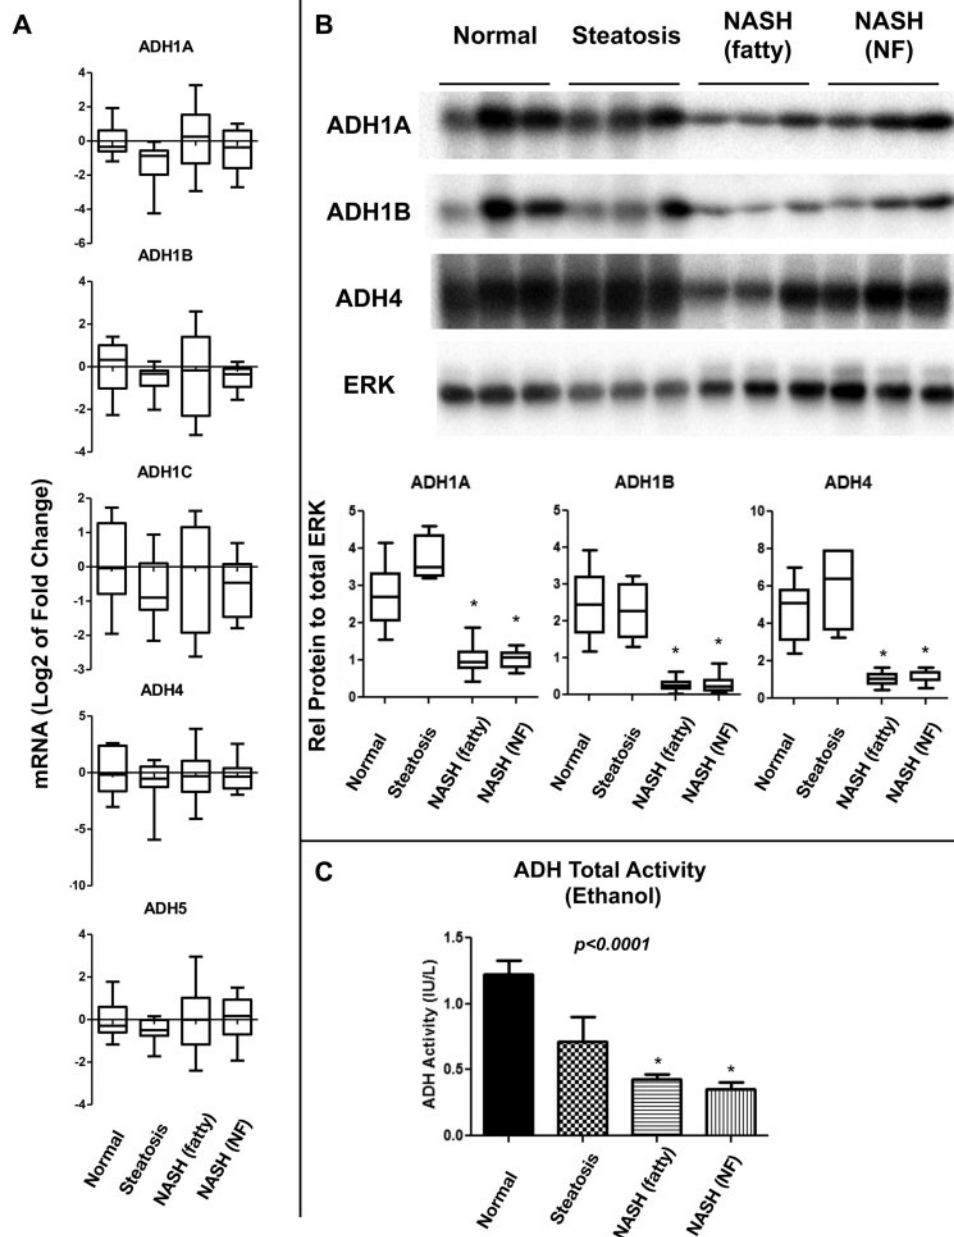 A
ADH1A
4
2
0
-2
-4
-6
ADH1B
4
2
0
-2
-4
ADH1C
2
1
0
-1
-2
-3
ADH4
5
0
-5
-10
ADH5
4
2
0
-2
-4
mRNA (Log2 of Fold Change)
Normal
Steatosis
NASH (fatty)
NASH (NF)
B
Normal
Steatosis
NASH
(fatty)
NASH
(NF)
ADH1A
ADH1B
ADH4
ERK
Rel Protein to total ERK
ADH1A
5
4
3
2
1
0
*
*
Normal
Steatosis
NASH (fatty)
NASH (NF)
ADH1B
5
4
3
2
1
0
*
*
Normal
Steatosis
NASH (fatty)
NASH (NF)
ADH4
10
8
6
4
2
0
*
*
Normal
Steatosis
NASH (fatty)
NASH (NF)
C
ADH Total Activity
(Ethanol)
p<0.0001
ADH Activity (IU/L)
1.5
1.0
0.5
0.0
*
*
Normal
Steatosis
NASH (fatty)
NASH (NF)